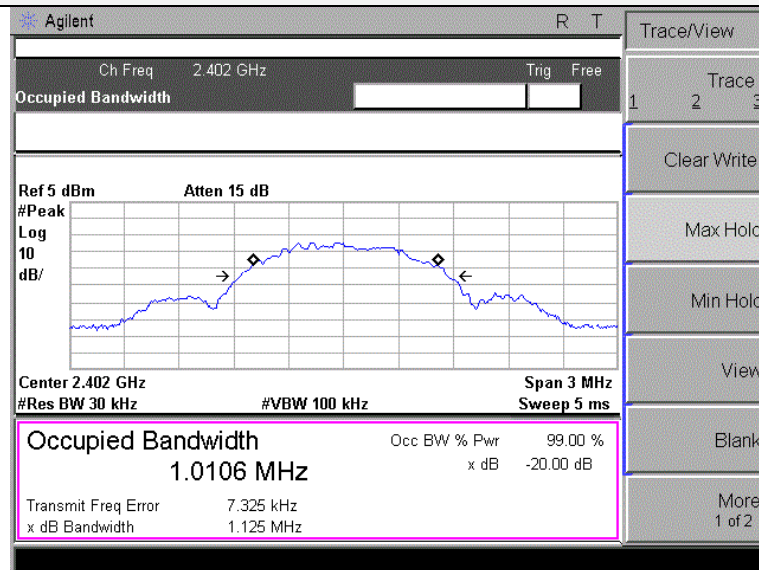 Agilent R T
Trace/View
Ch Freq 2.402 GHz Trig Free
Occupied Bandwidth
Trace
1 2 3
Clear Write
Ref 5 dBm Atten 15 dB
#Peak
Log
10
dB/
Max Hold
Min Hold
View
Center 2.402 GHz Span 3 MHz
#Res BW 30 kHz #VBW 100 kHz Sweep 5 ms
Occupied Bandwidth
1.0106 MHz
Occ BW % Pwr 99.00 %
x dB -20.00 dB
Transmit Freq Error 7.325 kHz
x dB Bandwidth 1.125 MHz
Blank
More
1 of 2